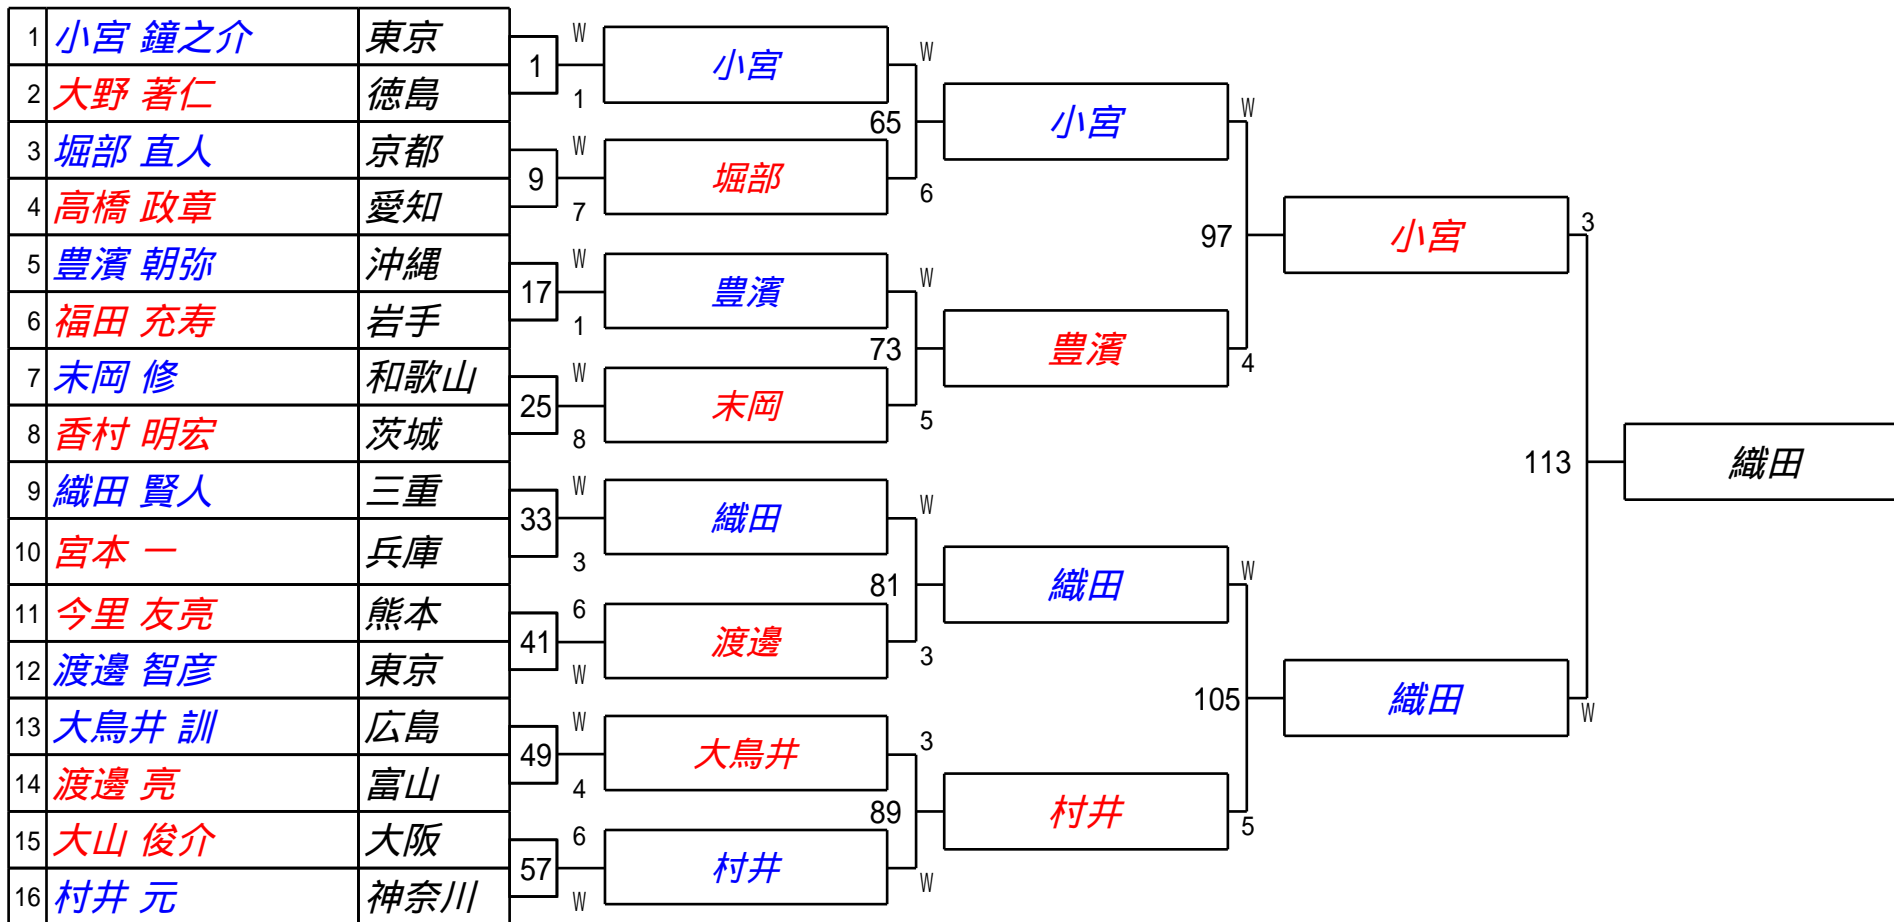 1 小宮 鐘之介 東京
2 大野 著仁 徳島
3 堀部 直人 京都
4 高橋 政章 愛知
5 豊濱 朝弥 沖縄
6 福田 充寿 岩手
7 末岡 修 和歌山
8 香村 明宏 茨城
9 織田 賢人 三重
10 宮本 一 兵庫
11 今里 友亮 熊本
12 渡邊 智彦 東京
13 大鳥井 訓 広島
14 渡邊 亮 富山
15 大山 俊介 大阪
16 村井 元 神奈川
W
1
1
W
9
7
W
17
1
W
25
8
W
33
3
6
41
W
W
49
4
6
57
W
小宮
堀部
豊濱
末岡
織田
渡邊
大鳥井
村井
W
65
6
W
73
5
W
81
3
3
89
W
小宮
豊濱
織田
村井
W
97
4
W
105
5
小宮
織田
3
113
W
織田